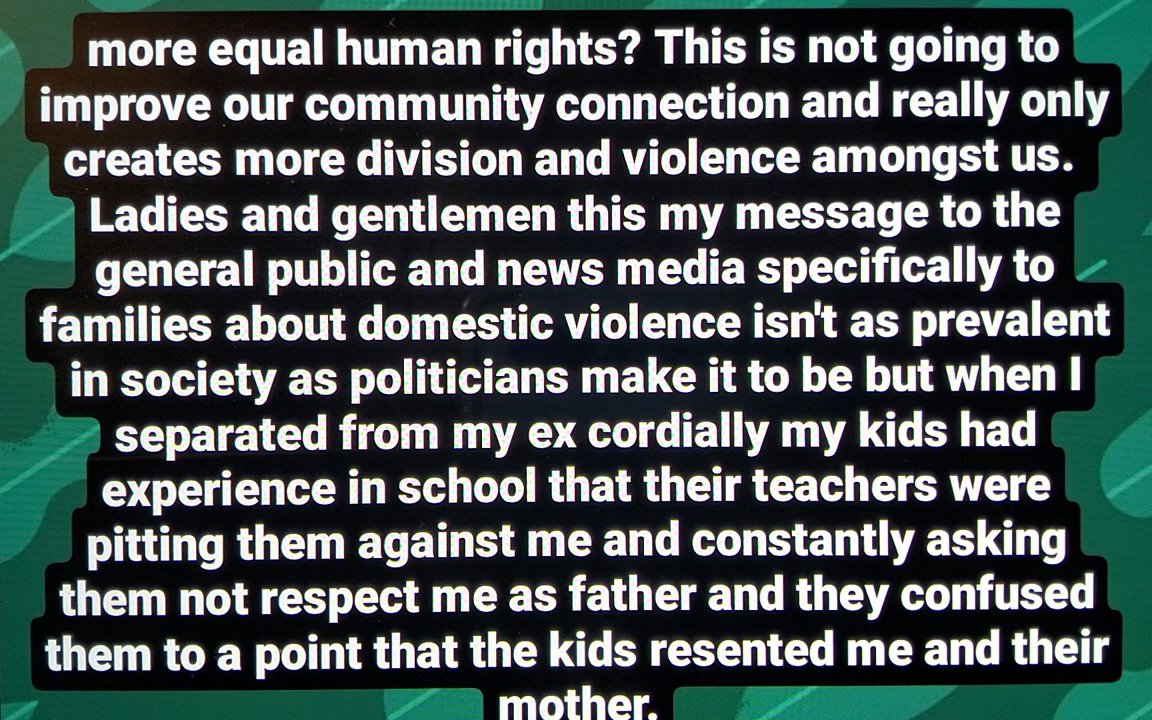 more equal human rights? This is not going to
improve our community connection and really only
creates more division and violence amongst us.
Ladies and gentlemen this my message to the
general public and news media specifically to
families about domestic violence isn't as prevalent
in society as politicians make it to be but when I
separated from my ex cordially my kids had
experience in school that their teachers were
pitting them against me and constantly asking
them not respect me as father and they confused
them to a point that the kids resented me and their
mother.